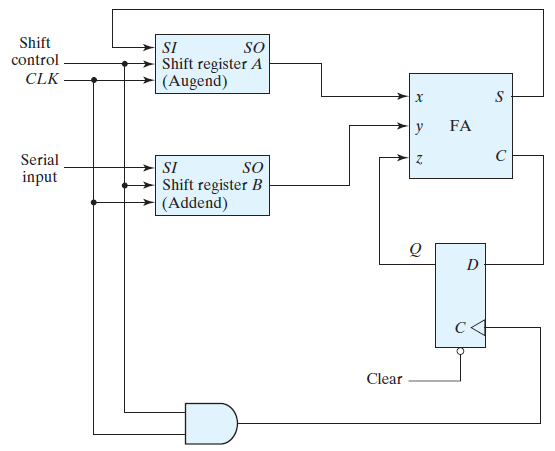 Shift
control
CLK
SI SO
Shift register A
(Augend)
x S
y FA
z C
Serial
input
SI SO
Shift register B
(Addend)
Q
D
C
Clear